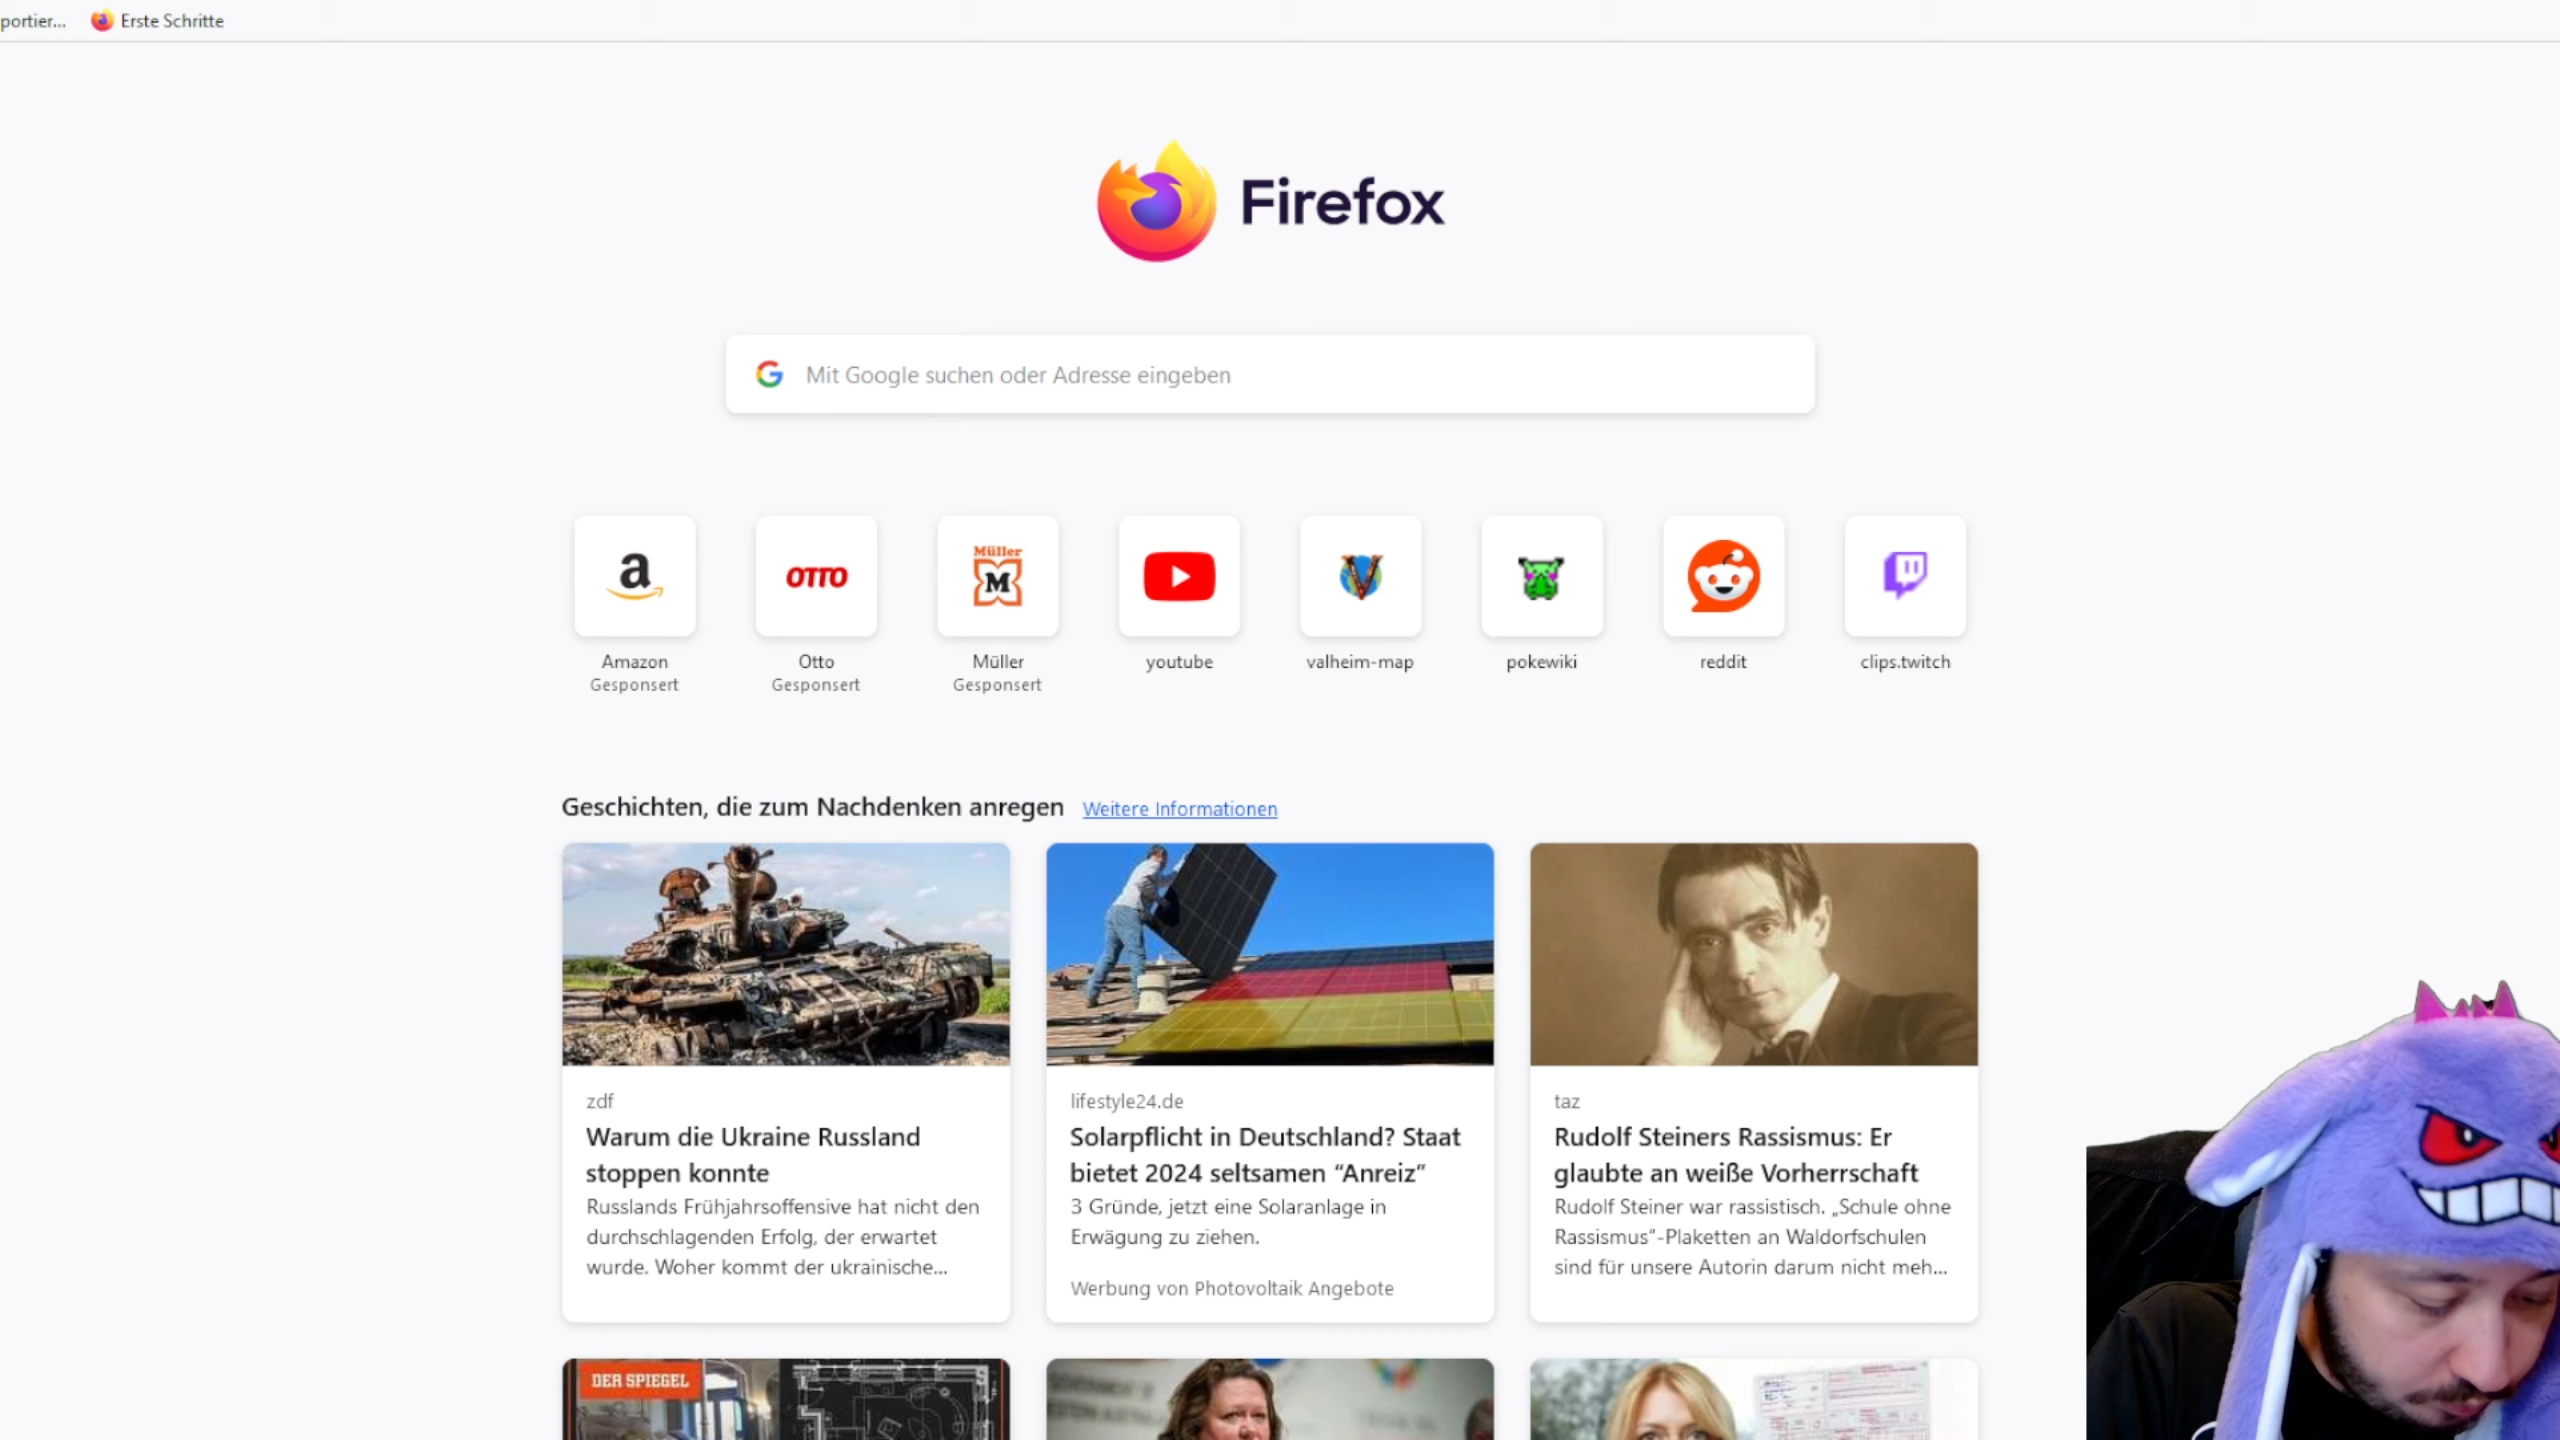 portier...
Erste Schritte
Firefox
Mit Google suchen oder Adresse eingeben
a
OTTO
Müller
M
V
Amazon
Gesponsert
Otto
Gesponsert
Müller
Gesponsert
youtube
valheim-map
pokewiki
reddit
clips.twitch
Geschichten, die zum Nachdenken anregen
Weitere Informationen
zdf
Warum die Ukraine Russland
stoppen konnte
Russlands Frühjahrsoffensive hat nicht den
durchschlagenden Erfolg, der erwartet
wurde. Woher kommt der ukrainische...
lifestyle24.de
Solarpflicht in Deutschland? Staat
bietet 2024 seltsamen “Anreiz”
3 Gründe, jetzt eine Solaranlage in
Erwägung zu ziehen.
Werbung von Photovoltaik Angebote
taz
Rudolf Steiners Rassismus: Er
glaubte an weiße Vorherrschaft
Rudolf Steiner war rassistisch. „Schule ohne
Rassismus“-Plaketten an Waldorfschulen
sind für unsere Autorin darum nicht meh...
DER SPIEGEL